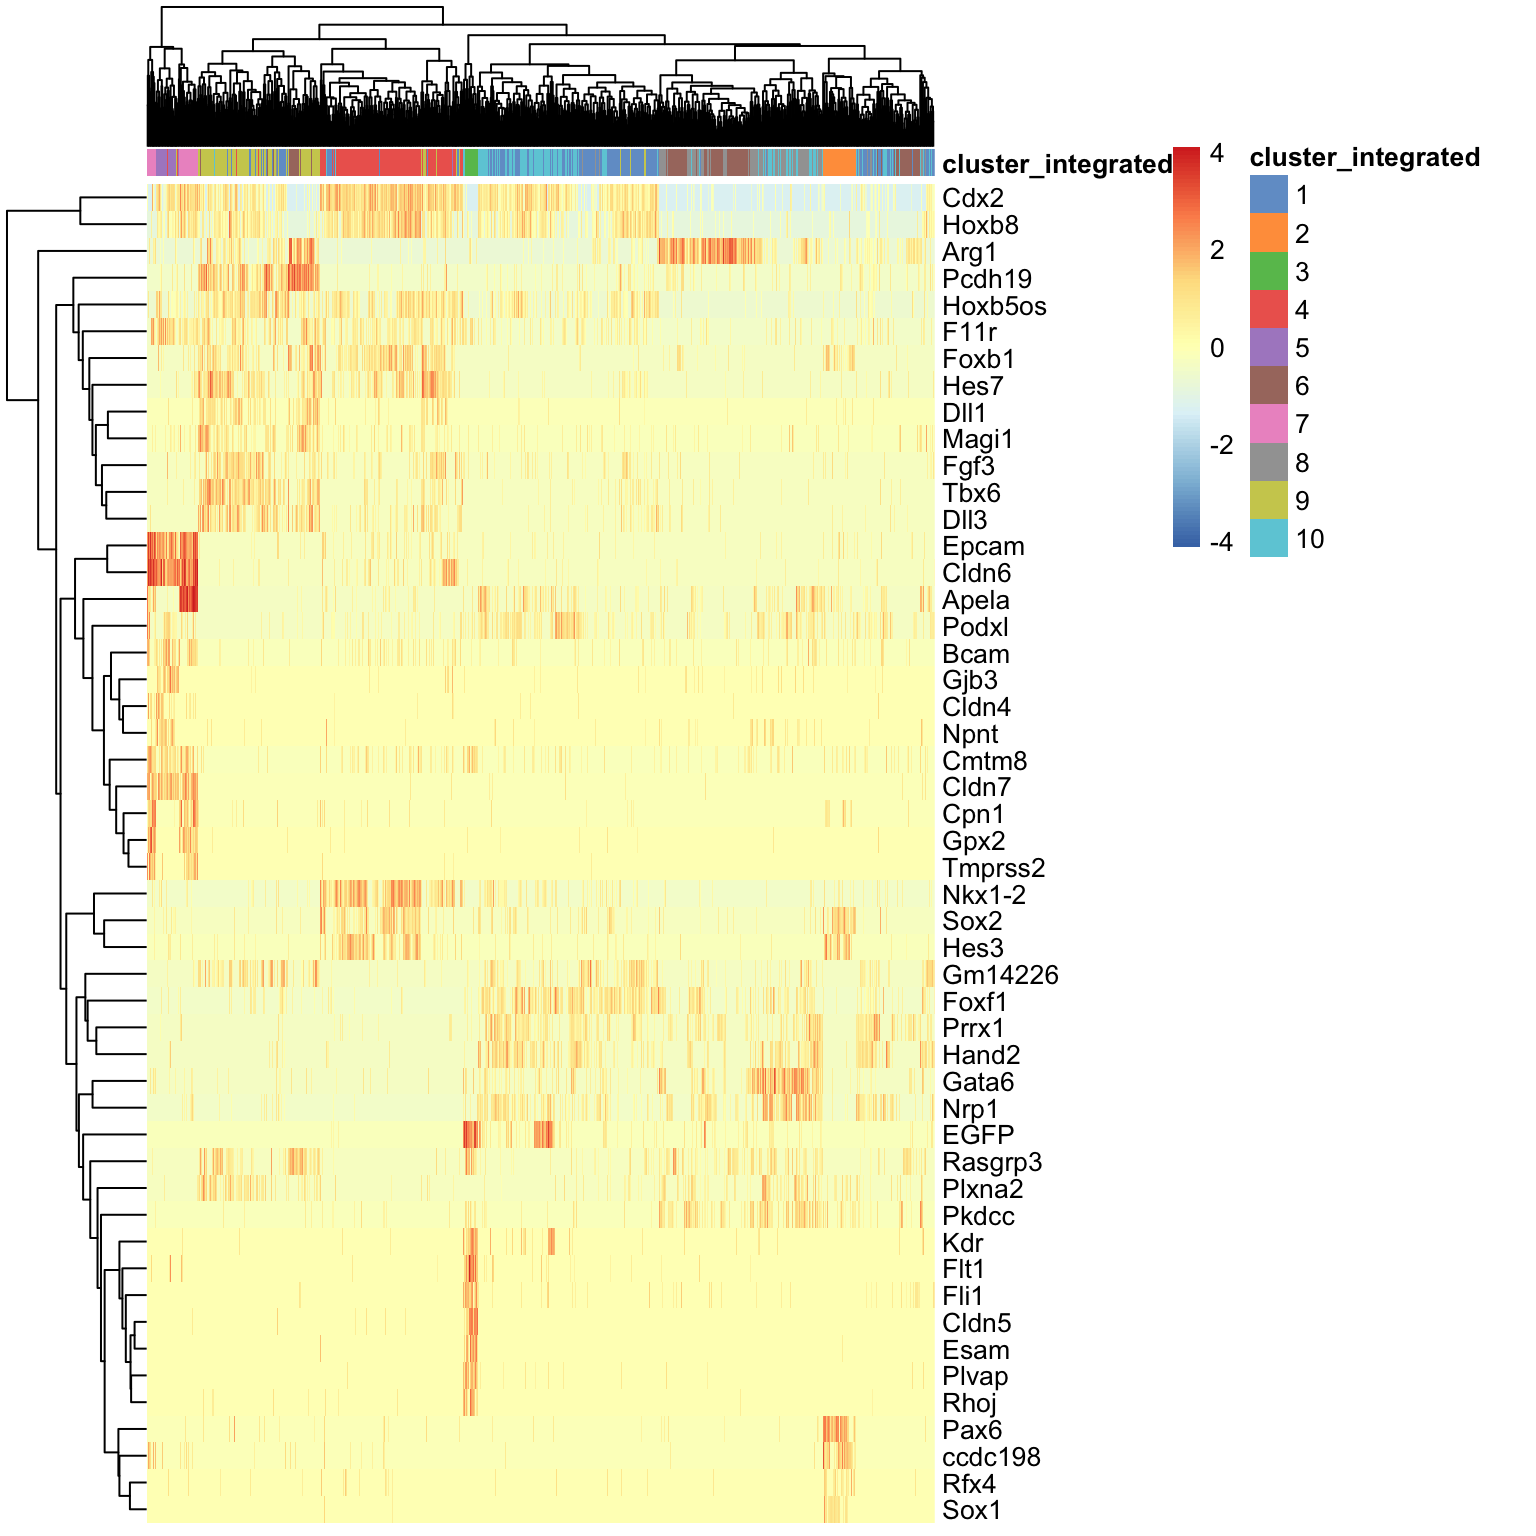 cluster_integrated
Cdx2
Hoxb8
Arg1
Pcdh19
Hoxb5os
F11r
Foxb1
Hes7
Dll1
Magi1
Fgf3
Tbx6
Dll3
Epcam
Cldn6
Apela
Podxl
Bcam
Gjb3
Cldn4
Npnt
Cmtm8
Cldn7
Cpn1
Gpx2
Tmprss2
Nkx1-2
Sox2
Hes3
Gm14226
Foxf1
Prrx1
Hand2
Gata6
Nrp1
EGFP
Rasgrp3
Plxna2
Pkdcc
Kdr
Flt1
Fli1
Cldn5
Esam
Plvap
Rhoj
Pax6
ccdc198
Rfx4
Sox1
4
2
0
-2
-4
cluster_integrated
1
2
3
4
5
6
7
8
9
10